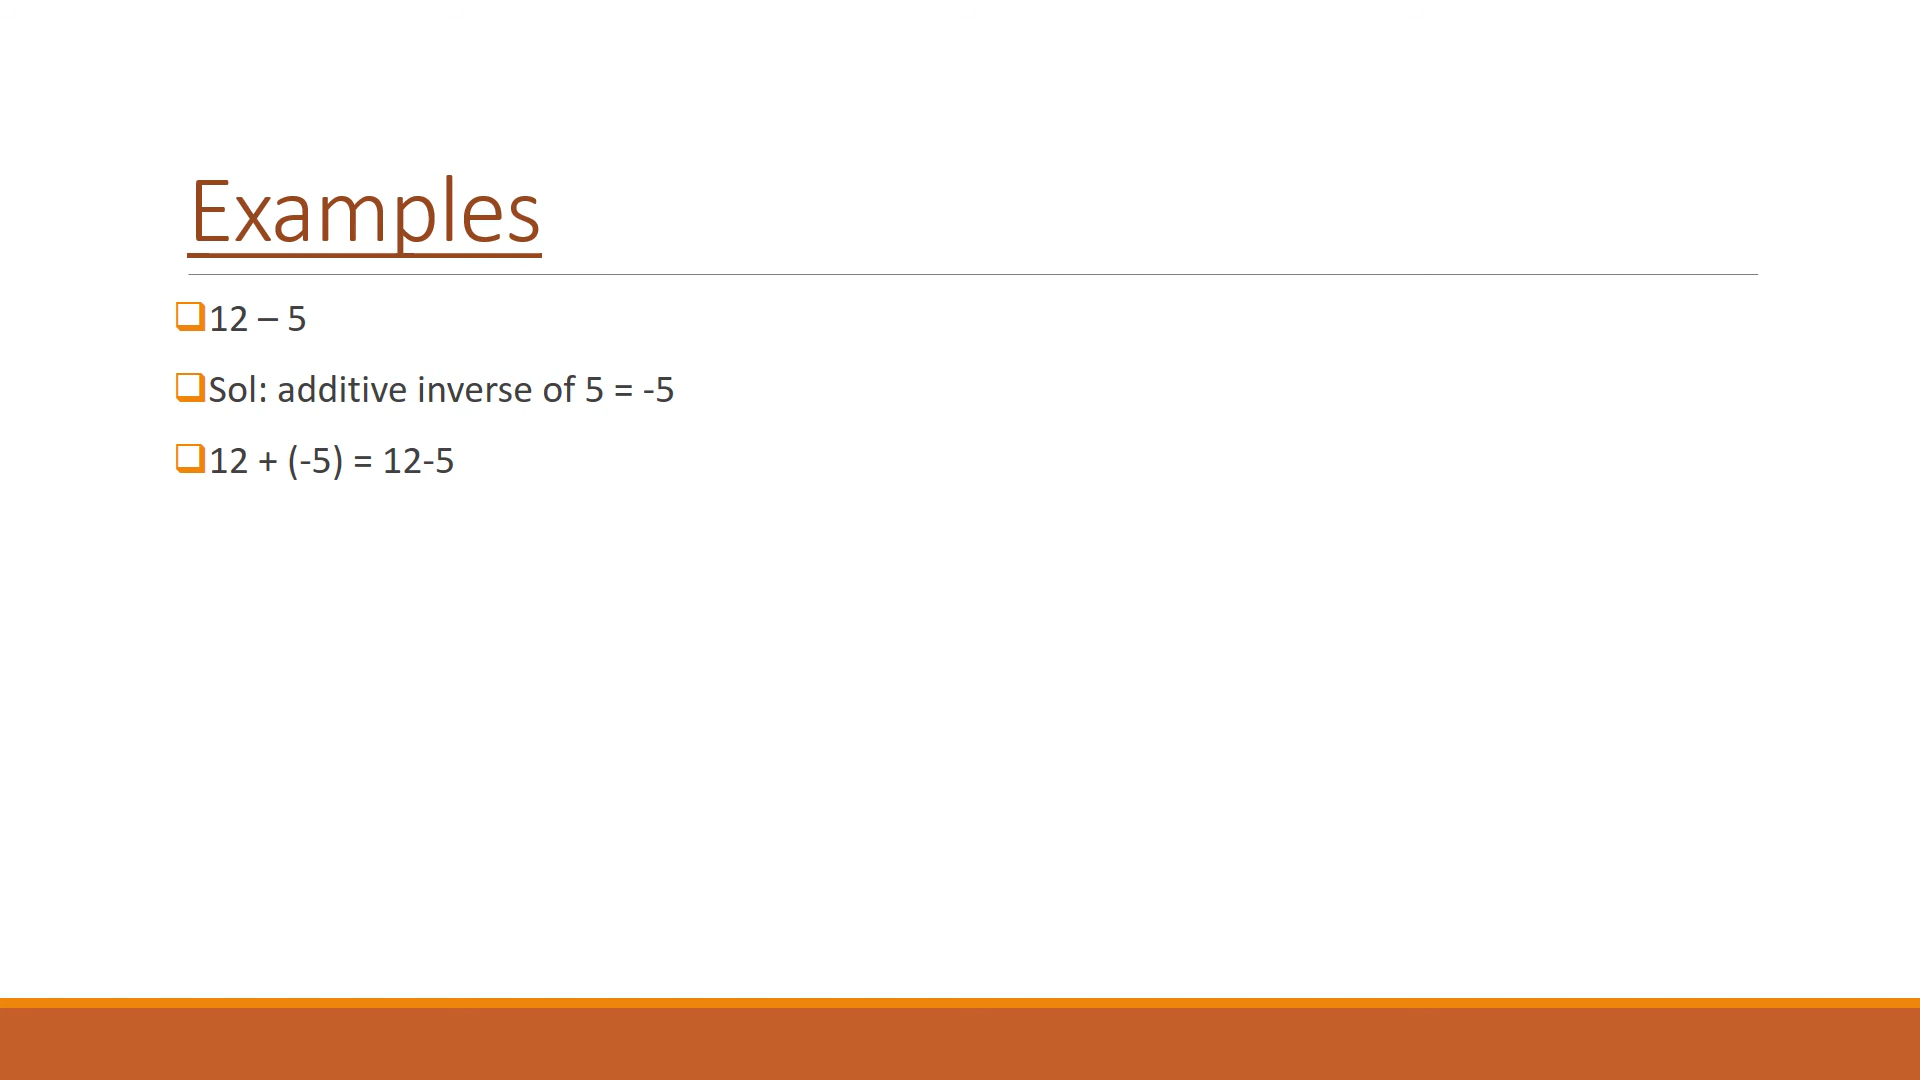 Examples
❑12 – 5
❑Sol: additive inverse of 5 = -5
❑12 + (-5) = 12-5